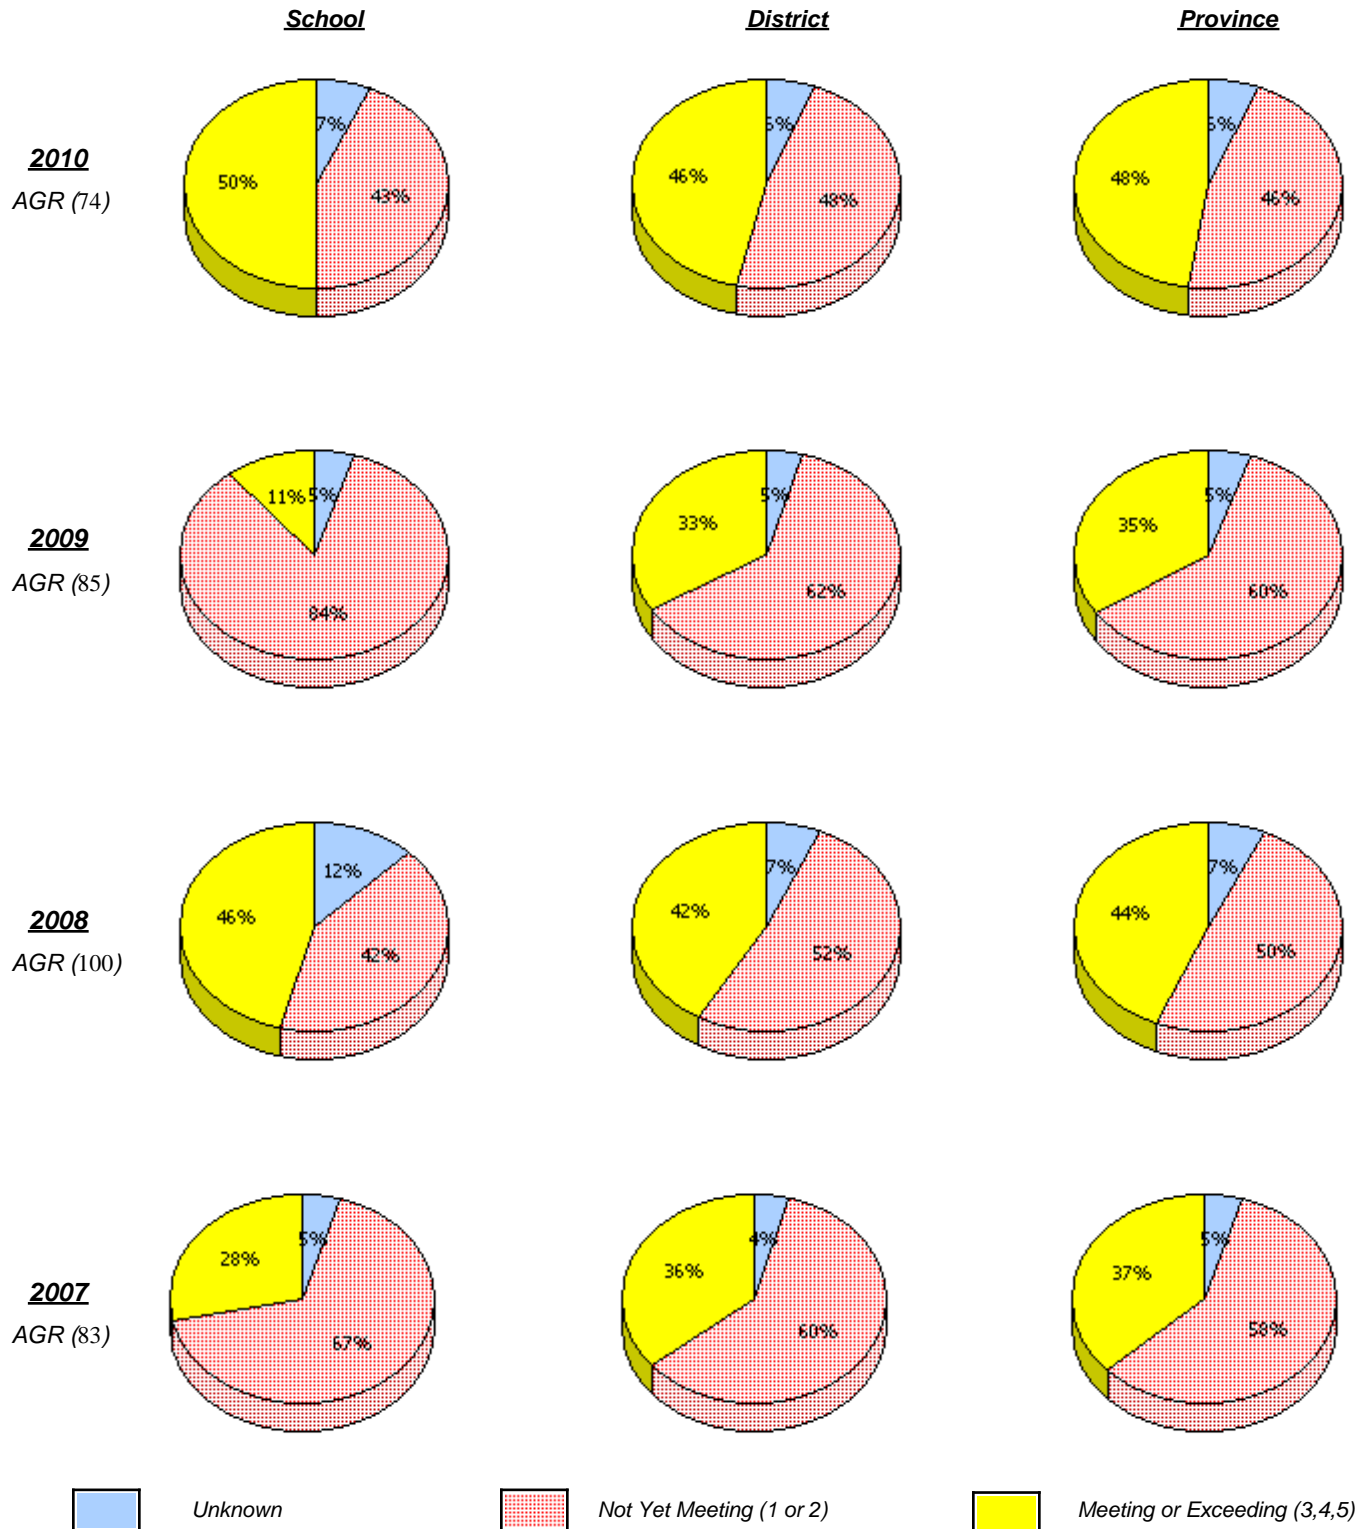 School District Province
2010
AGR (74)
7% 50% 43%
46% 48%
48% 46%
2009
AGR (85)
11% 5% 84%
5% 33% 62%
5% 35% 60%
2008
AGR (100)
12% 46% 42%
7% 42% 52%
7% 44% 50%
2007
AGR (83)
5% 28% 67%
4% 36% 60%
5% 37% 58%
Unknown Not Yet Meeting (1 or 2) Meeting or Exceeding (3,4,5)